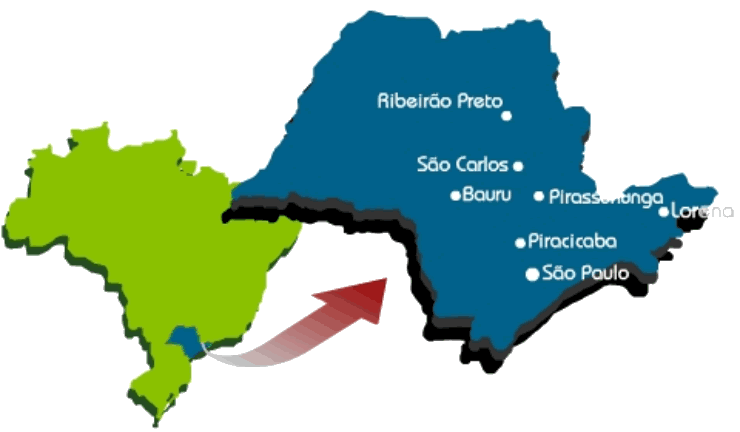 Ribeirão Preto
São Carlos
Bauru
Pirassununga
Lorena
Piracicaba
São Paulo